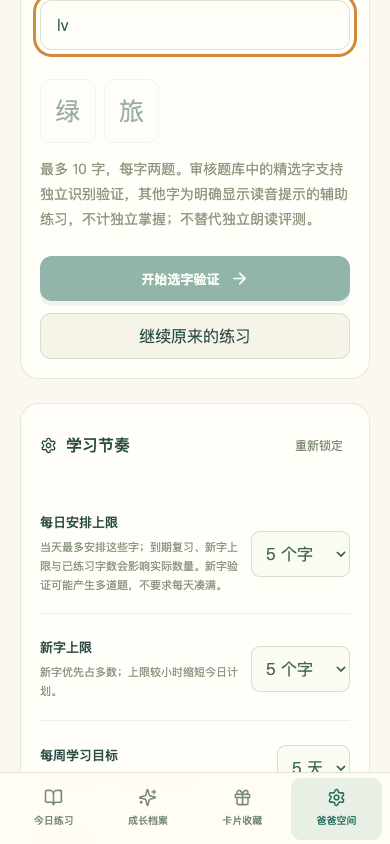 lv
绿 旅
最多 10 字，每字两题。审核题库中的精选字支持
独立识别验证，其他字为明确显示读音提示的辅助
练习，不计独立掌握；不替代独立朗读评测。
开始选字验证 →
继续原来的练习
学习节奏
重新锁定
每日安排上限
当天最多安排这些字；到期复习、新字上
限与已练习字数会影响实际数量。新字验
证可能产生多道题，不要求每天凑满。
5 个字
新字上限
新字优先占多数；上限较小时缩短今日计
划。
5 个字
每周学习目标
5 天
今日练习
成长档案
卡片收藏
爸爸空间